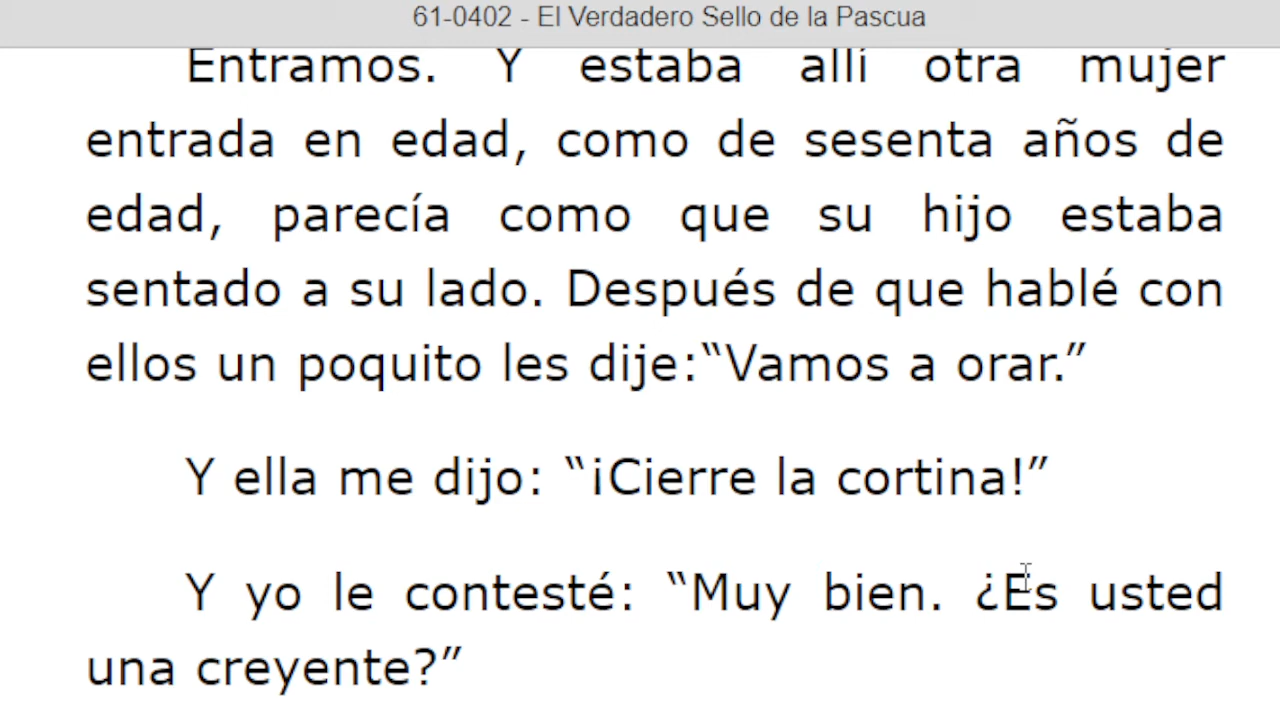 61-0402 - El Verdadero Sello de la Pascua
Entramos. Y estaba allí otra mujer
entrada en edad, como de sesenta años de
edad, parecía como que su hijo estaba
sentado a su lado. Después de que hablé con
ellos un poquito les dije:“Vamos a orar.”
Y ella me dijo: “¡Cierre la cortina!”
Y yo le contesté: “Muy bien. ¿Es usted
una creyente?”